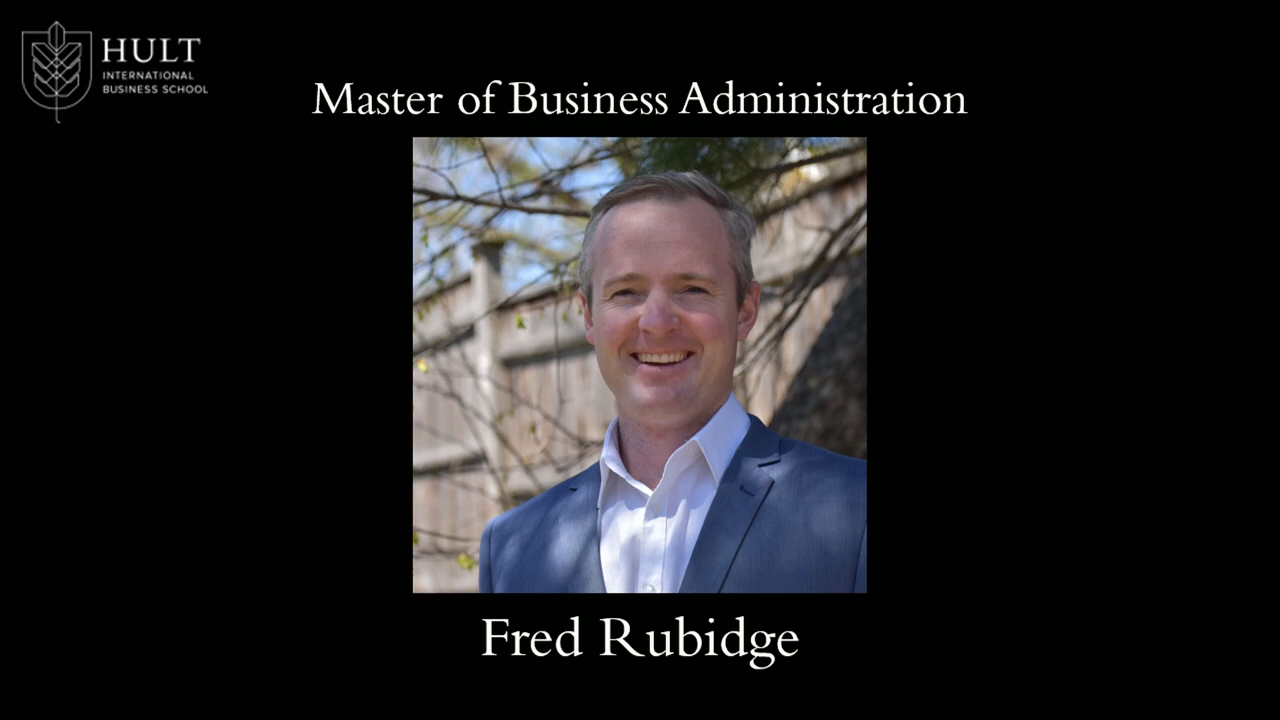 HULT
INTERNATIONAL
BUSINESS SCHOOL
Master of Business Administration
Fred Rubidge